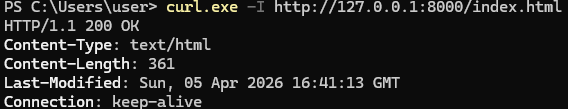 PS C:\Users\user> curl.exe -I http://127.0.0.1:8000/index.html
HTTP/1.1 200 OK
Content-Type: text/html
Content-Length: 361
Last-Modified: Sun, 05 Apr 2026 16:41:13 GMT
Connection: keep-alive